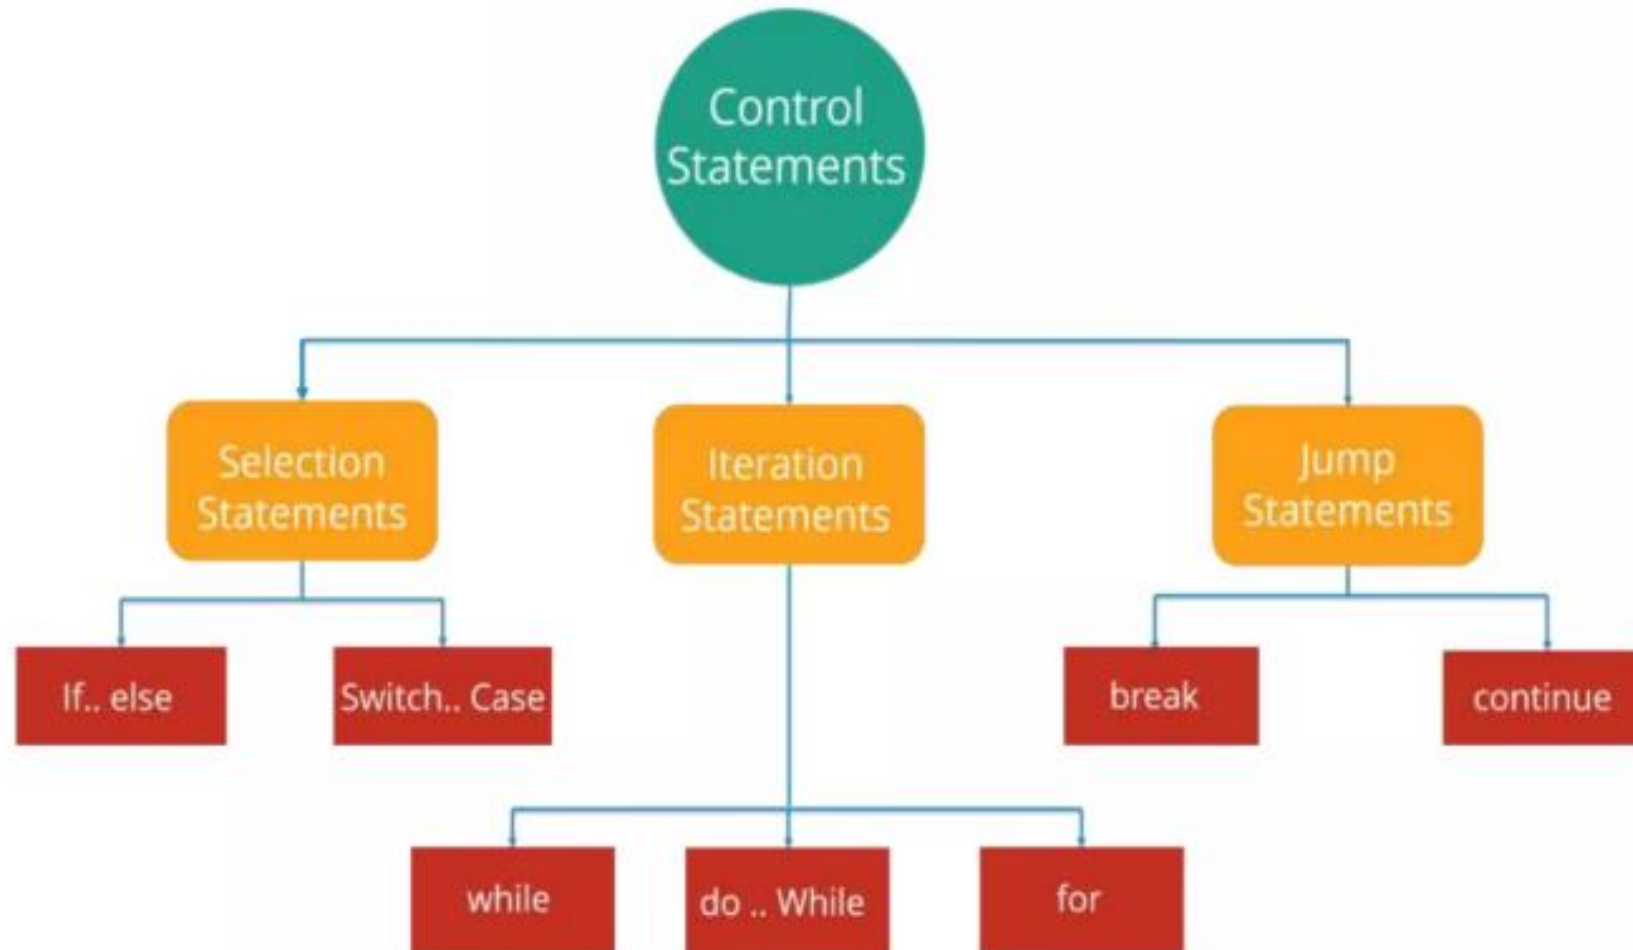 Control
Statements
Selection
Statements
Iteration
Statements
Jump
Statements
If.. else
Switch.. Case
break
continue
while
do .. While
for